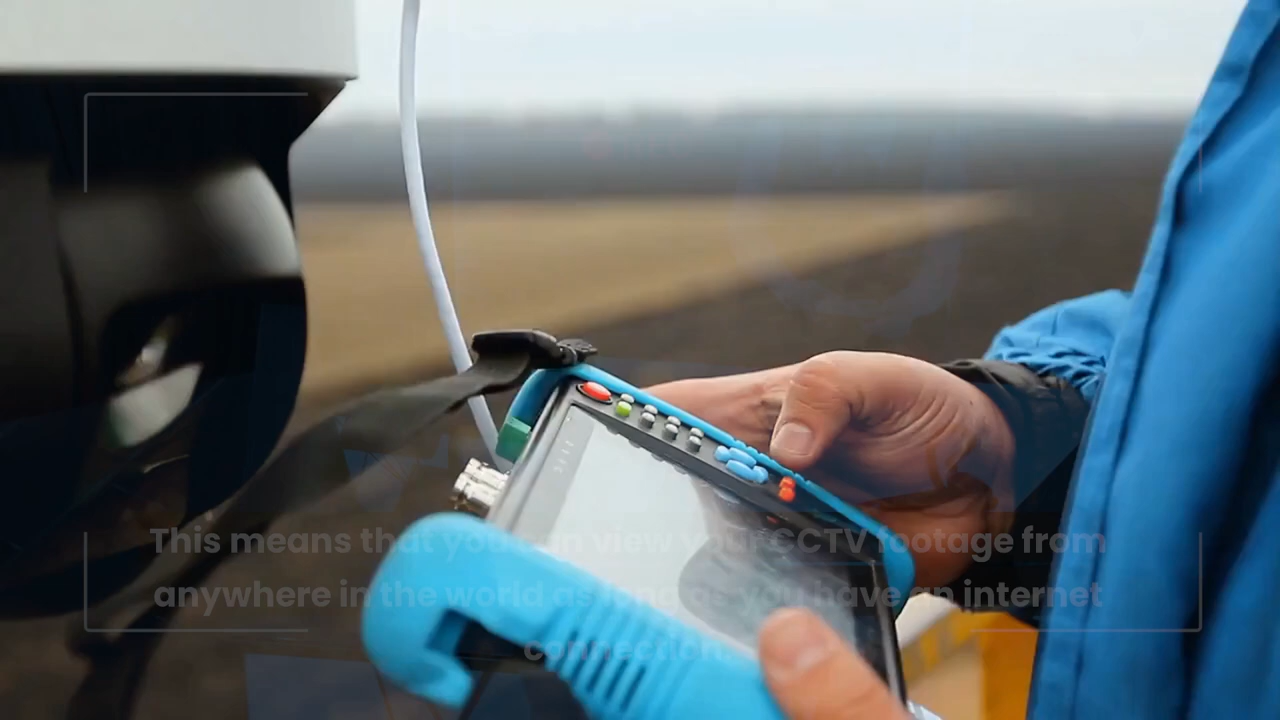 This means that you can view your CCTV footage from
anywhere in the world as long as you have an internet
connection.